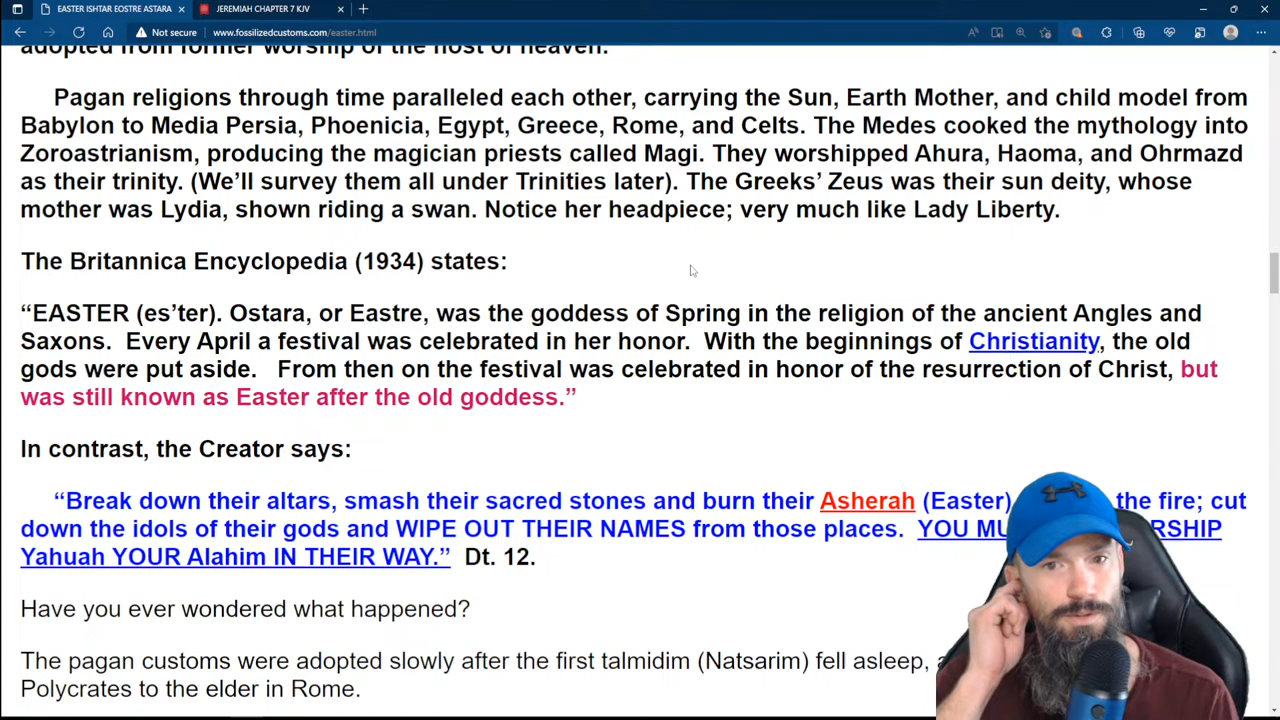 EASTER ISHTAR EOSTRE ASTARA
JEREMIAH CHAPTER 7 KJV
Not secure
www.fossilizedcustoms.com/easter.html
adopted from former worship of the host of heaven.
Pagan religions through time paralleled each other, carrying the Sun, Earth Mother, and child model from
Babylon to Media Persia, Phoenicia, Egypt, Greece, Rome, and Celts. The Medes cooked the mythology into
Zoroastrianism, producing the magician priests called Magi. They worshipped Ahura, Haoma, and Ohrmazd
as their trinity. (We’ll survey them all under Trinities later). The Greeks’ Zeus was their sun deity, whose
mother was Lydia, shown riding a swan. Notice her headpiece; very much like Lady Liberty.
The Britannica Encyclopedia (1934) states:
“EASTER (es’ter). Ostara, or Eastre, was the goddess of Spring in the religion of the ancient Angles and
Saxons. Every April a festival was celebrated in her honor. With the beginnings of Christianity, the old
gods were put aside. From then on the festival was celebrated in honor of the resurrection of Christ, but
was still known as Easter after the old goddess.”
In contrast, the Creator says:
“Break down their altars, smash their sacred stones and burn their Asherah (Easter) the fire; cut
down the idols of their gods and WIPE OUT THEIR NAMES from those places. YOU
Yahuah YOUR Alahim IN THEIR WAY.” Dt. 12.
Have you ever wondered what happened?
The pagan customs were adopted slowly after the first talmidim (Natsarim) fell asleep,
Polycrates to the elder in Rome.